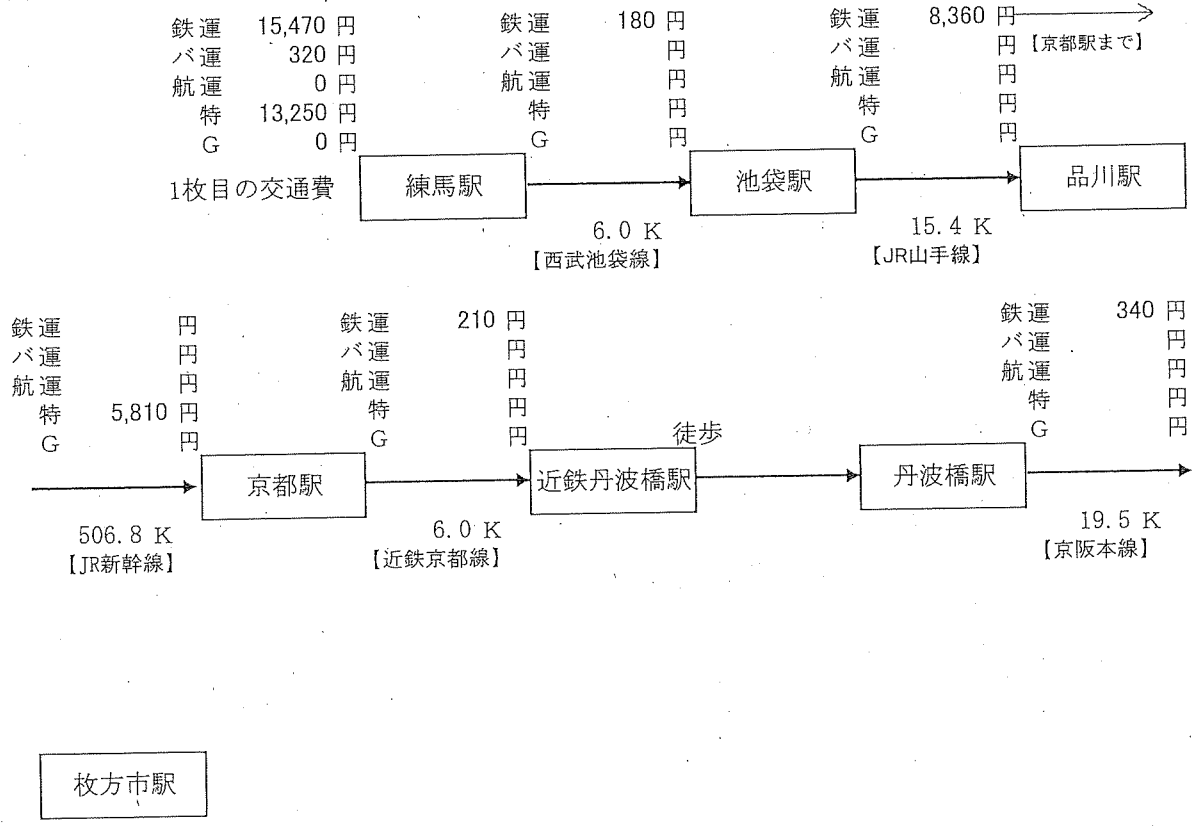 鉄運 15,470 円
バ運 320 円
航運 0 円
特 13,250 円
G 0 円
1枚目の交通費
練馬駅
鉄運 180 円
バ運 円
航運 円
特 円
G 円
6.0 K
【西武池袋線】
池袋駅
鉄運 8,360 円
バ運 円
航運 円
特 円
G 円
【京都駅まで】
15.4 K
【JR山手線】
品川駅
鉄運 円
バ運 円
航運 円
特 5,810 円
G 円
506.8 K
【JR新幹線】
京都駅
鉄運 210 円
バ運 円
航運 円
特 円
G 円
6.0 K
【近鉄京都線】
近鉄丹波橋駅
徒歩
丹波橋駅
鉄運 340 円
バ運 円
航運 円
特 円
G 円
19.5 K
【京阪本線】
枚方市駅